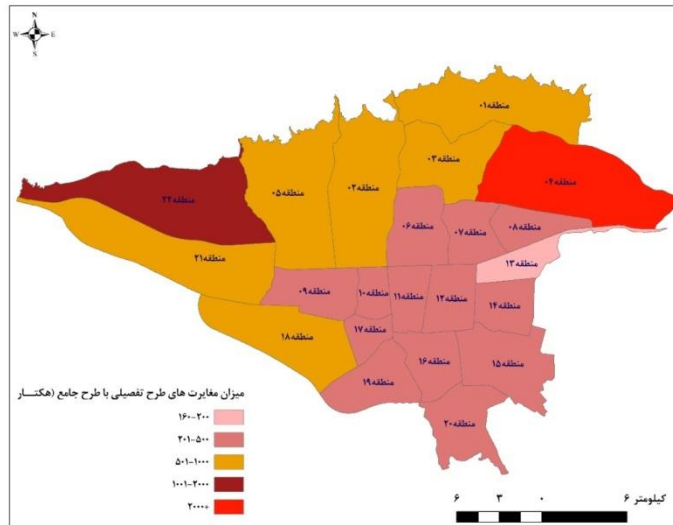 N
W E
S
منطقه۰۱
منطقه۰۳
منطقه۰۴
منطقه۰۲
منطقه۰۵
منطقه۲۲
منطقه۰۶
منطقه۰۷
منطقه۰۸
منطقه۲۱
منطقه۱۳
منطقه۰۹
منطقه۱۰
منطقه۱۱
منطقه۱۲
منطقه۱۴
منطقه۱۸
منطقه۱۷
منطقه۱۶
منطقه۱۵
منطقه۱۹
منطقه۲۰
میزان مغایرت های طرح تفصیلی با طرح جامع (هکتــار
۱۶۰-۲۰۰
۲۰۱-۵۰۰
۵۰۱-۱۰۰۰
۱۰۰۱-۲۰۰۰
۲۰۰۰+
۶ ۳ ۰ ۶ کیلومتر